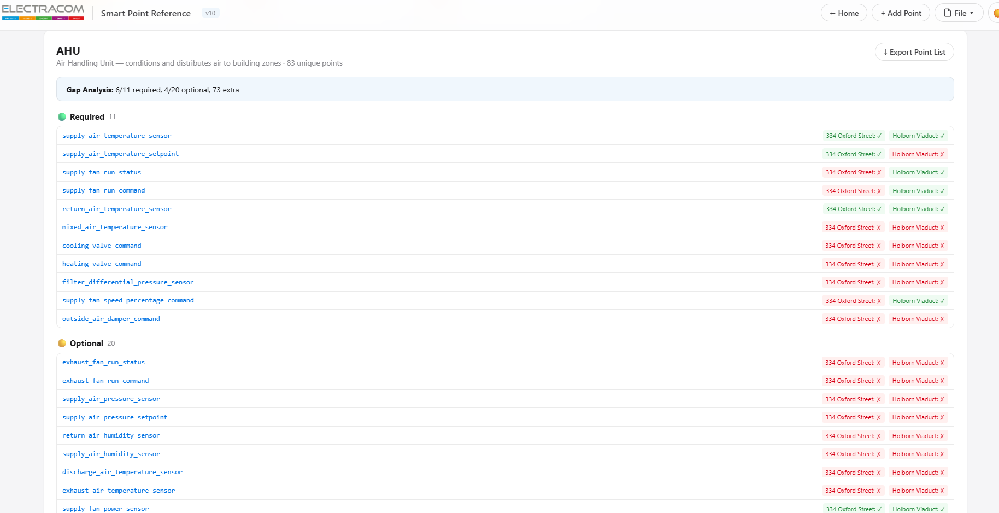 ELECTRACOM
PROJECTS SERVICE ENERGY CONNECT SMART
Smart Point Reference v10
← Home
+ Add Point
File ▾
AHU
Air Handling Unit — conditions and distributes air to building zones · 83 unique points
↓ Export Point List
Gap Analysis: 6/11 required, 4/20 optional, 73 extra
Required 11
supply_air_temperature_sensor 334 Oxford Street: ✓ Holborn Viaduct: ✓
supply_air_temperature_setpoint 334 Oxford Street: ✓ Holborn Viaduct: ✗
supply_fan_run_status 334 Oxford Street: ✗ Holborn Viaduct: ✓
supply_fan_run_command 334 Oxford Street: ✗ Holborn Viaduct: ✓
return_air_temperature_sensor 334 Oxford Street: ✓ Holborn Viaduct: ✓
mixed_air_temperature_sensor 334 Oxford Street: ✗ Holborn Viaduct: ✗
cooling_valve_command 334 Oxford Street: ✗ Holborn Viaduct: ✗
heating_valve_command 334 Oxford Street: ✗ Holborn Viaduct: ✗
filter_differential_pressure_sensor 334 Oxford Street: ✗ Holborn Viaduct: ✗
supply_fan_speed_percentage_command 334 Oxford Street: ✗ Holborn Viaduct: ✓
outside_air_damper_command 334 Oxford Street: ✗ Holborn Viaduct: ✗
Optional 20
exhaust_fan_run_status 334 Oxford Street: ✗ Holborn Viaduct: ✗
exhaust_fan_run_command 334 Oxford Street: ✗ Holborn Viaduct: ✗
supply_air_pressure_sensor 334 Oxford Street: ✗ Holborn Viaduct: ✗
supply_air_pressure_setpoint 334 Oxford Street: ✗ Holborn Viaduct: ✗
return_air_humidity_sensor 334 Oxford Street: ✗ Holborn Viaduct: ✗
supply_air_humidity_sensor 334 Oxford Street: ✗ Holborn Viaduct: ✗
discharge_air_temperature_sensor 334 Oxford Street: ✗ Holborn Viaduct: ✗
exhaust_air_temperature_sensor 334 Oxford Street: ✗ Holborn Viaduct: ✗
supply_fan_power_sensor 334 Oxford Street: ✓ Holborn Viaduct: ✓